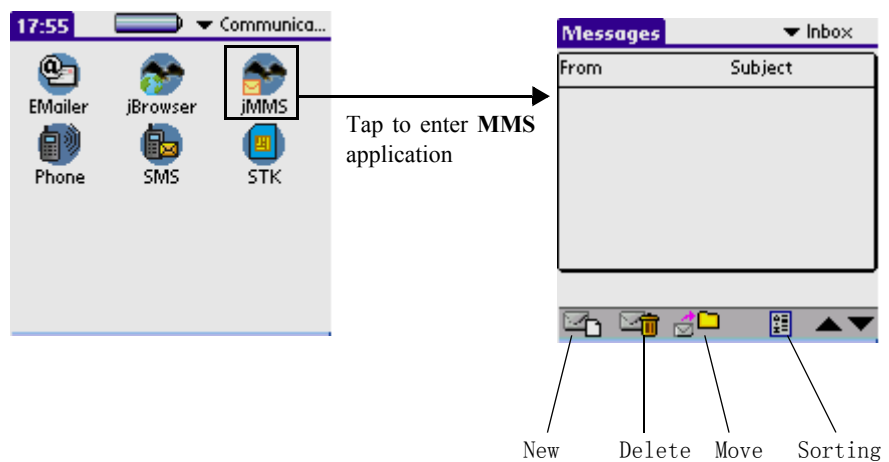 17:55 Communica...
EMailer jBrowser jMMS
Phone SMS STK
Tap to enter MMS
application
Messages Inbox
From Subject
New Delete Move Sorting